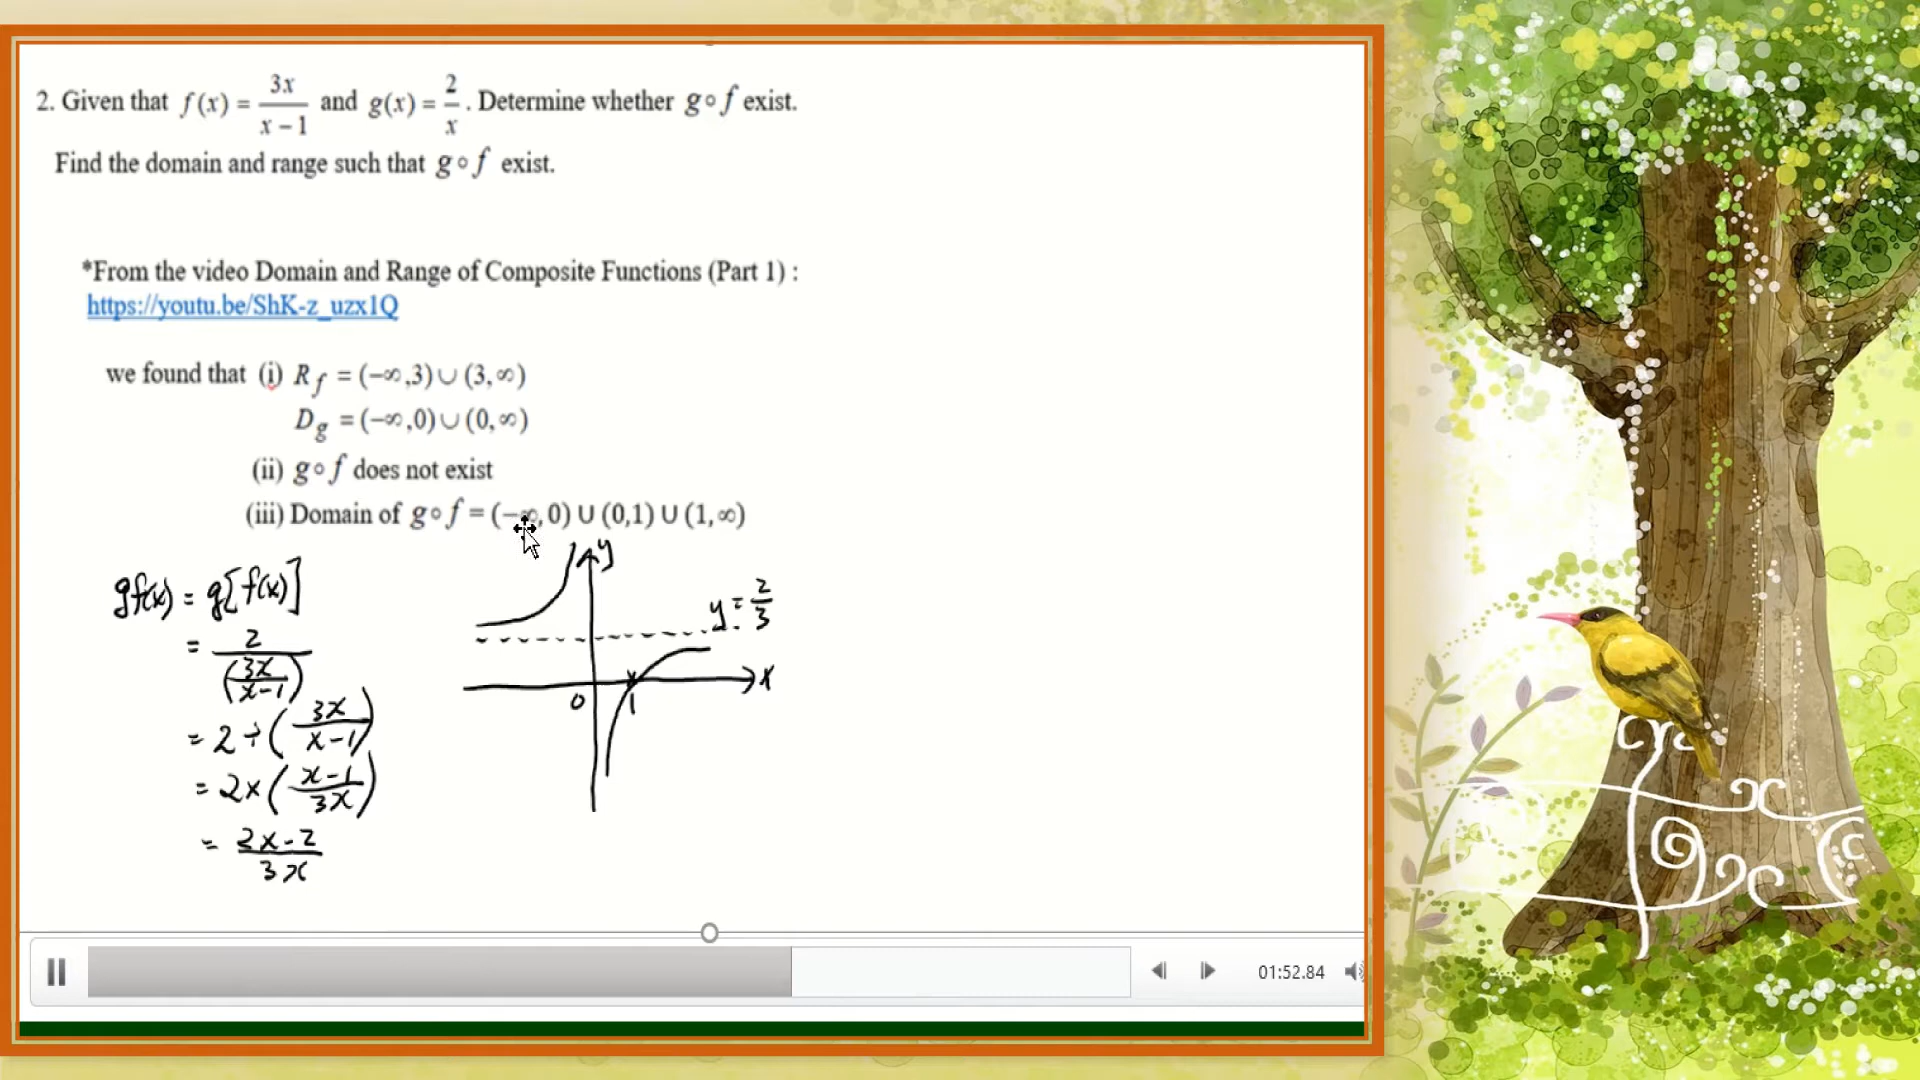 2. Given that f(x) = 3x/(x − 1) and g(x) = 2/x. Determine whether g∘f exist.
Find the domain and range such that g∘f exist.
*From the video Domain and Range of Composite Functions (Part 1) :
https://youtu.be/ShK-z_uzx1Q
we found that (i) R_f = (−∞,3)∪(3,∞)
D_g = (−∞,0)∪(0,∞)
(ii) g∘f does not exist
(iii) Domain of g∘f = (−∞,0) ∪ (0,1) ∪ (1,∞)
gf(x) = g[f(x)]
= 2/(3x/(x−1))
= 2 ÷ (3x/(x−1))
= 2 × (x−1/3x)
= 2x−2/3x
y
y = 2/3
x
0 1
01:52.84